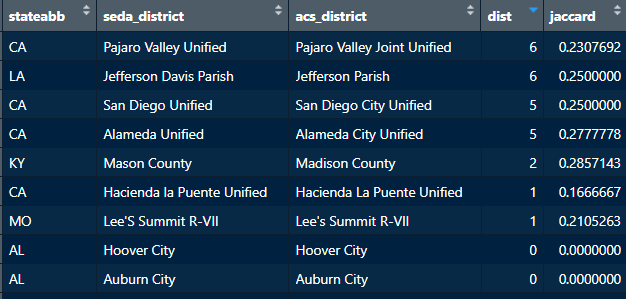 stateabb seda_district acs_district dist jaccard
CA Pajaro Valley Unified Pajaro Valley Joint Unified 6 0.2307692
LA Jefferson Davis Parish Jefferson Parish 6 0.2500000
CA San Diego Unified San Diego City Unified 5 0.2500000
CA Alameda Unified Alameda City Unified 5 0.2777778
KY Mason County Madison County 2 0.2857143
CA Hacienda la Puente Unified Hacienda La Puente Unified 1 0.1666667
MO Lee'S Summit R-VII Lee's Summit R-VII 1 0.2105263
AL Hoover City Hoover City 0 0.0000000
AL Auburn City Auburn City 0 0.0000000